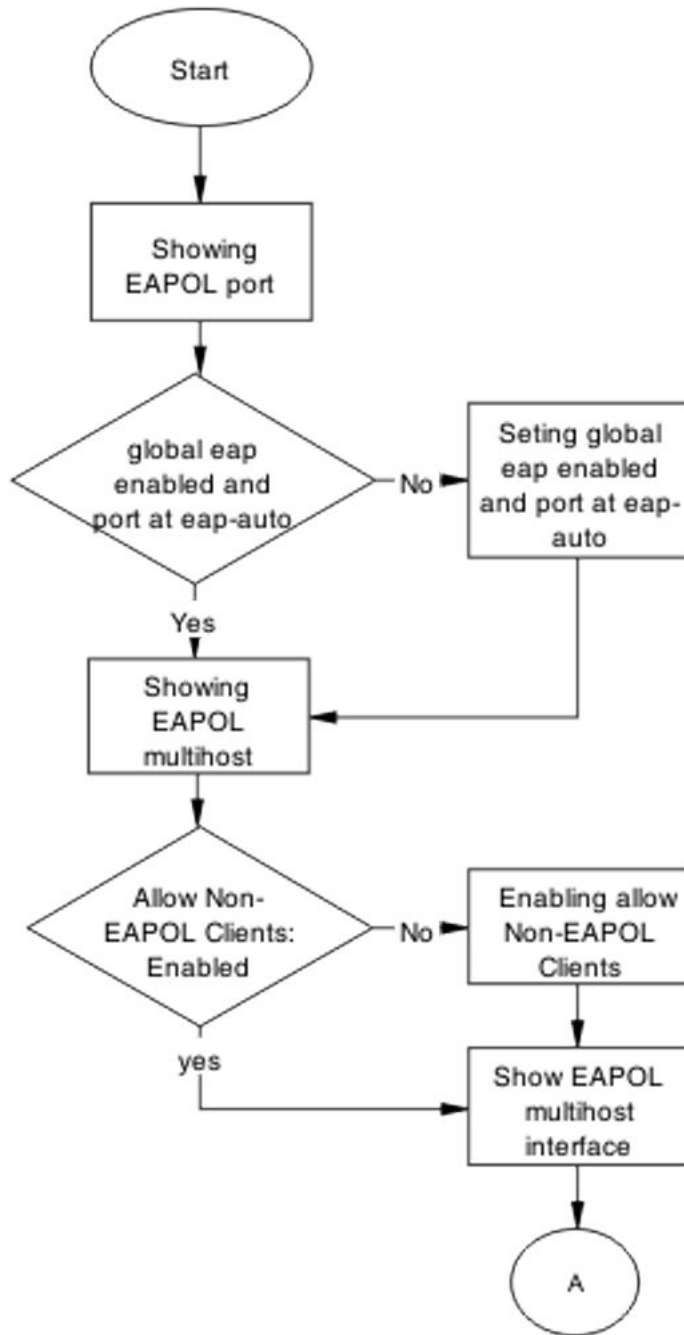 Start
Showing
EAPOL port
global eap
enabled and
port at eap-auto
No
Seting global
eap enabled
and port at eap-
auto
Yes
Showing
EAPOL
multihost
Allow Non-
EAPOL Clients:
Enabled
No
Enabling allow
Non-EAPOL
Clients
yes
Show EAPOL
multihost
interface
A